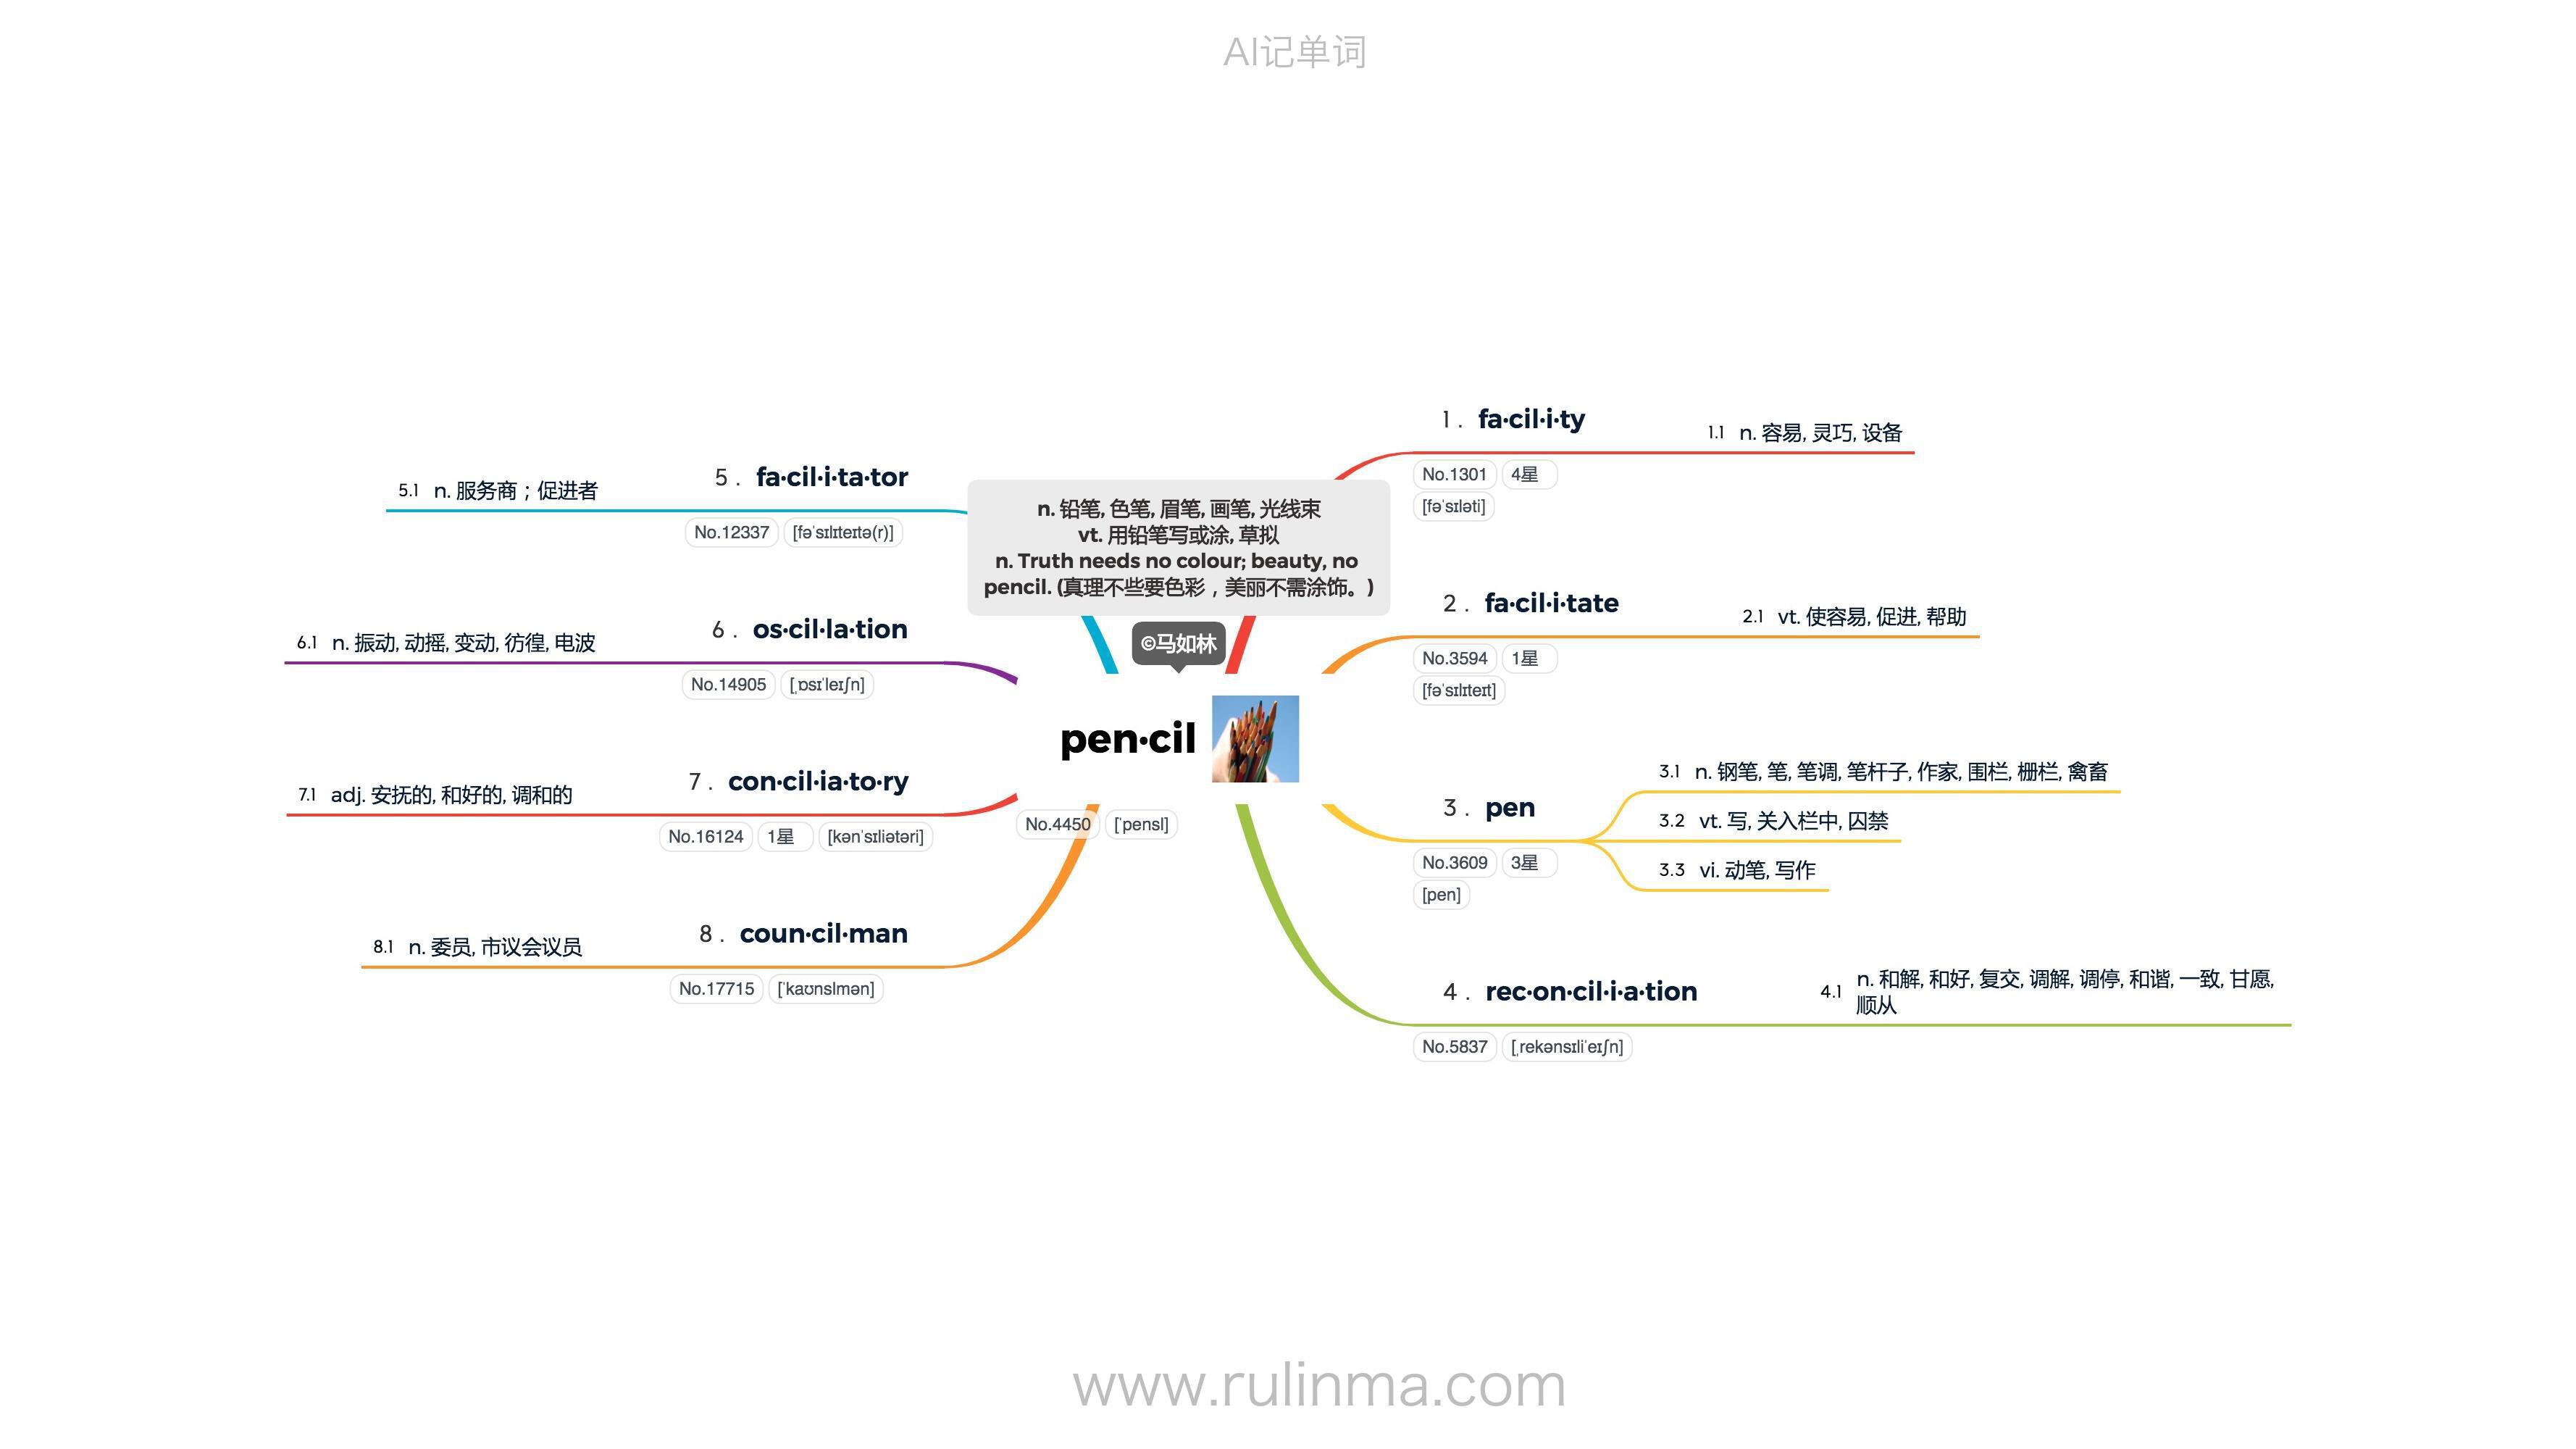 AI记单词
n. 铅笔, 色笔, 眉笔, 画笔, 光线束
vt. 用铅笔写或涂, 草拟
n. Truth needs no colour; beauty, no
pencil. (真理不些要色彩，美丽不需涂饰。)
©马如林
pen·cil
No.4450 [ˈpensl]
1 . fa·cil·i·ty
No.1301 4星
[fəˈsɪləti]
1.1 n. 容易, 灵巧, 设备
2 . fa·cil·i·tate
No.3594 1星
[fəˈsɪlɪteɪt]
2.1 vt. 使容易, 促进, 帮助
3 . pen
No.3609 3星
[pen]
3.1 n. 钢笔, 笔, 笔调, 笔杆子, 作家, 围栏, 栅栏, 禽畜
3.2 vt. 写, 关入栏中, 囚禁
3.3 vi. 动笔, 写作
4 . rec·on·cil·i·a·tion
No.5837 [ˌrekənsɪliˈeɪʃn]
4.1 n. 和解, 和好, 复交, 调解, 调停, 和谐, 一致, 甘愿,
顺从
5 . fa·cil·i·ta·tor
No.12337 [fəˈsɪlɪteɪtə(r)]
5.1 n. 服务商；促进者
6 . os·cil·la·tion
No.14905 [ˌɒsɪˈleɪʃn]
6.1 n. 振动, 动摇, 变动, 彷徨, 电波
7 . con·cil·ia·to·ry
No.16124 1星 [kənˈsɪliətəri]
7.1 adj. 安抚的, 和好的, 调和的
8 . coun·cil·man
No.17715 [ˈkaʊnslmən]
8.1 n. 委员, 市议会议员
www.rulinma.com